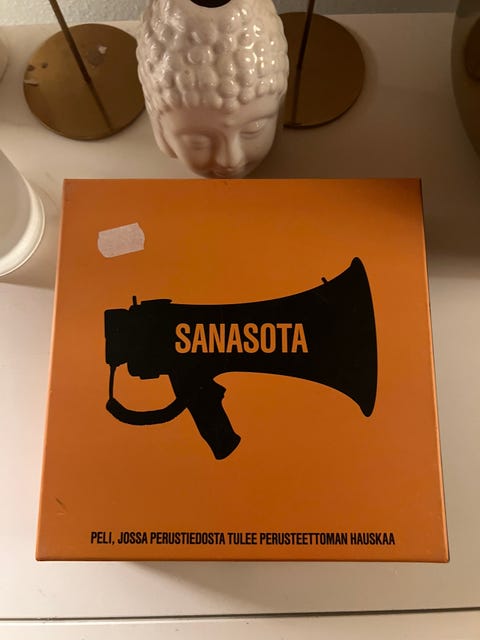 SANASOTA
PELI, JOSSA PERUSTIEDOSTA TULEE PERUSTEETTOMAN HAUSKAA